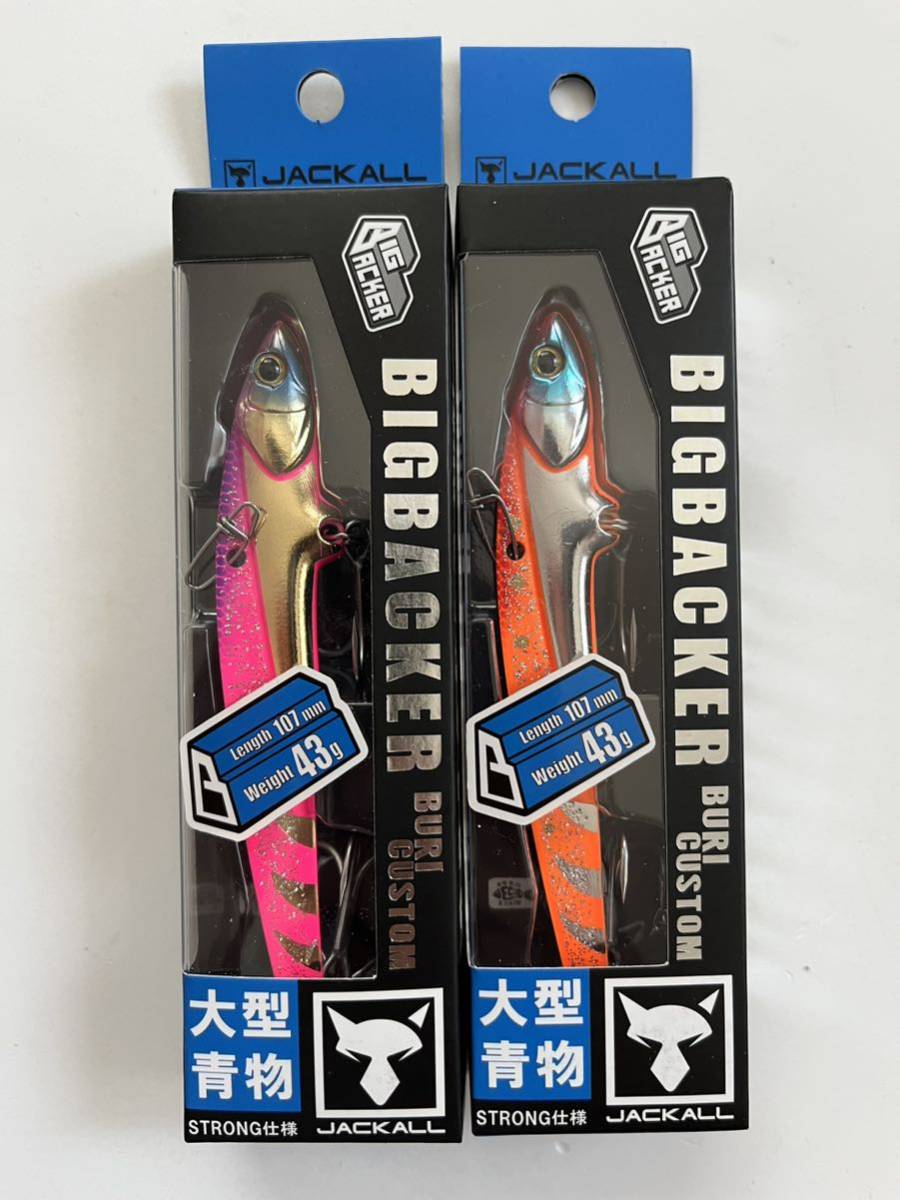 JACKALL
BIG
BACKER
BIGBACKER
BURI
CUSTOM
Length 107 mm
Weight 43g
大型
青物
STRONG仕様
JACKALL
JACKALL
BIG
BACKER
BIGBACKER
BURI
CUSTOM
Length 107 mm
Weight 43g
大型
青物
STRONG仕様
JACKALL